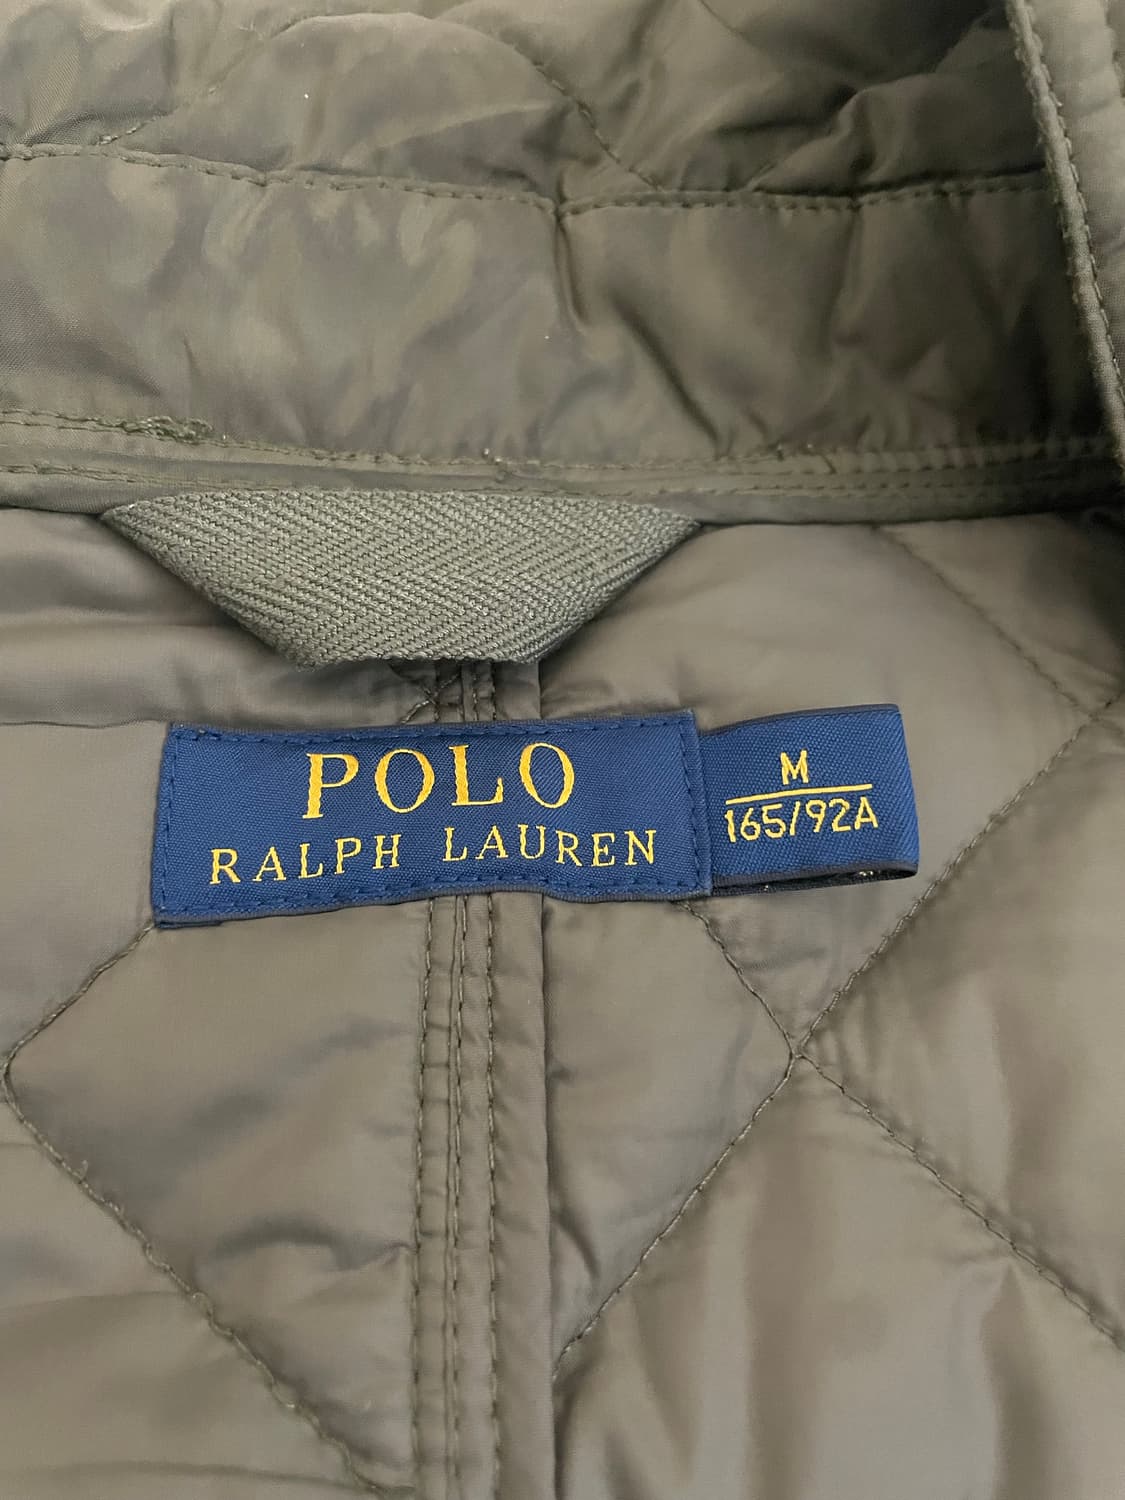 POLO
RALPH LAUREN
M
165/92A